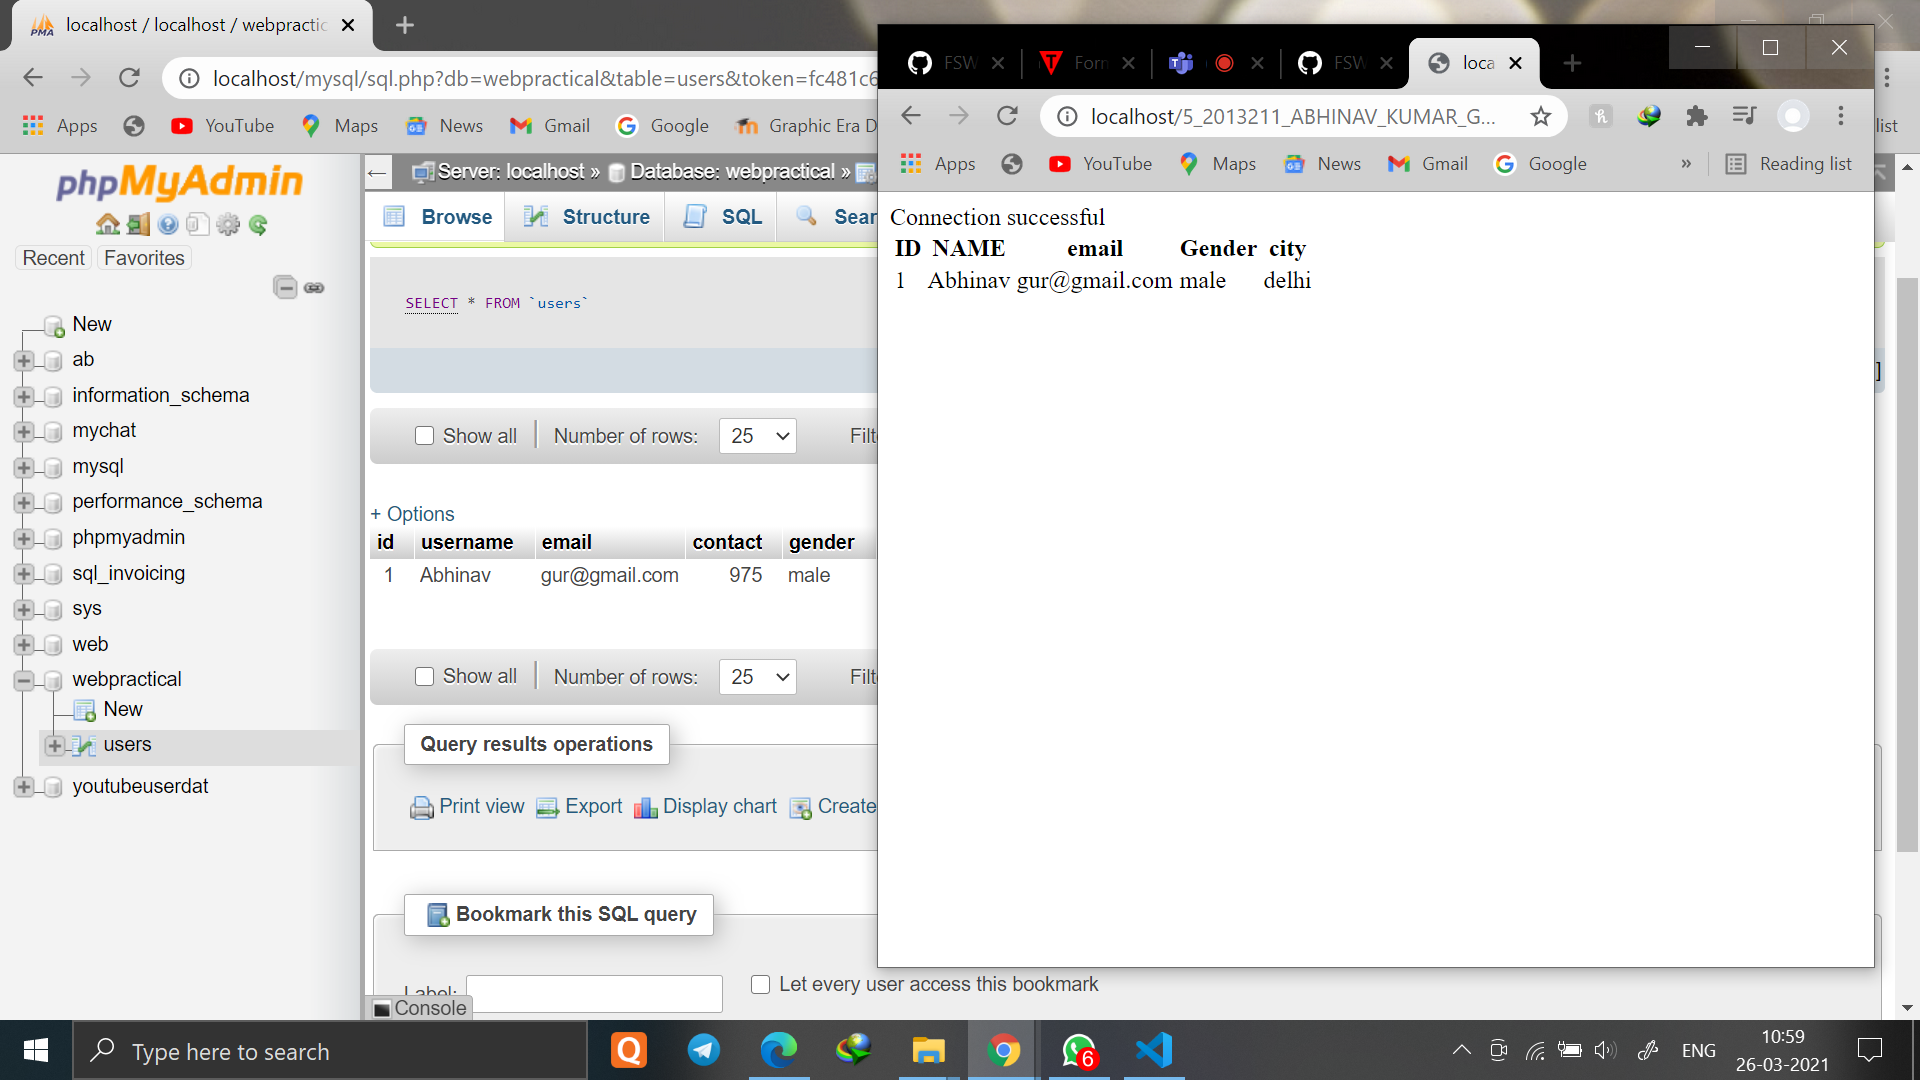 localhost / localhost / webpractic
localhost/mysql/sql.php?db=webpractical&table=users&token=fc481c6
Apps YouTube Maps News Gmail Google Graphic Era D
list
phpMyAdmin
Recent Favorites
New
ab
information_schema
mychat
mysql
performance_schema
phpmyadmin
sql_invoicing
sys
web
webpractical
New
users
youtubeuserdat
Server: localhost » Database: webpractical »
Browse Structure SQL Sear
SELECT * FROM `users`
]
Show all Number of rows: 25 Filt
+ Options
id username email contact gender
1 Abhinav gur@gmail.com 975 male
Show all Number of rows: 25 Filt
Query results operations
Print view Export Display chart Create
Bookmark this SQL query
Label: Let every user access this bookmark
Console
FSW Forn FSW loca
localhost/5_2013211_ABHINAV_KUMAR_G...
Apps YouTube Maps News Gmail Google » Reading list
Connection successful
ID NAME email Gender city
1 Abhinav gur@gmail.com male delhi
Type here to search
6
ENG
10:59
26-03-2021